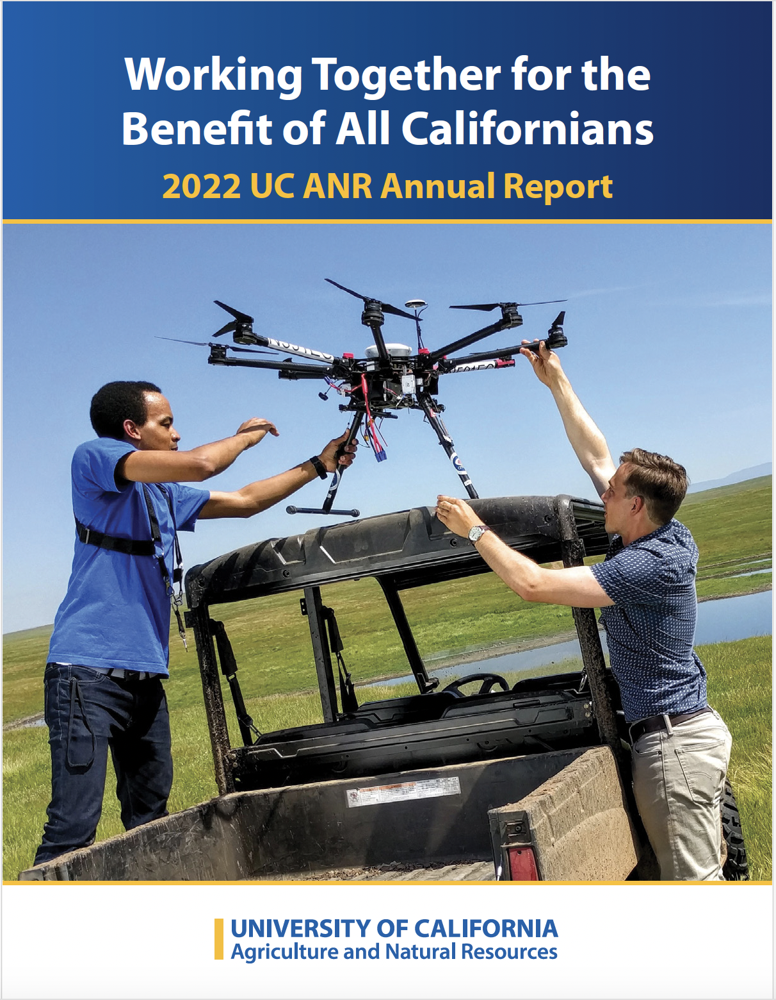 Working Together for the
Benefit of All Californians
2022 UC ANR Annual Report
UNIVERSITY OF CALIFORNIA
Agriculture and Natural Resources